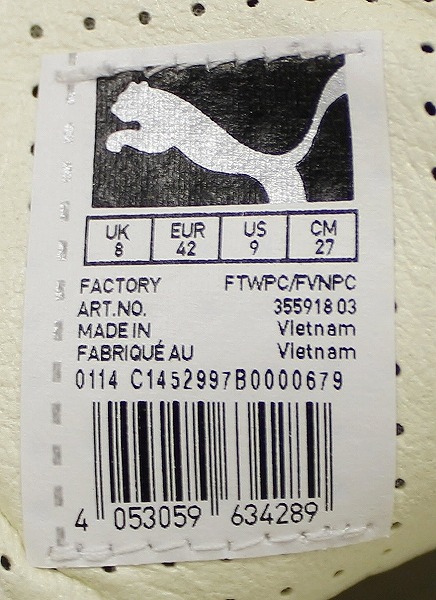 UK EUR US CM
8 42 9 27
FACTORY FTWPC/FVNPC
ART.NO. 355918 03
MADE IN Vietnam
FABRIQUÉ AU Vietnam
0114 C1452997B0000679
4 053059 634289